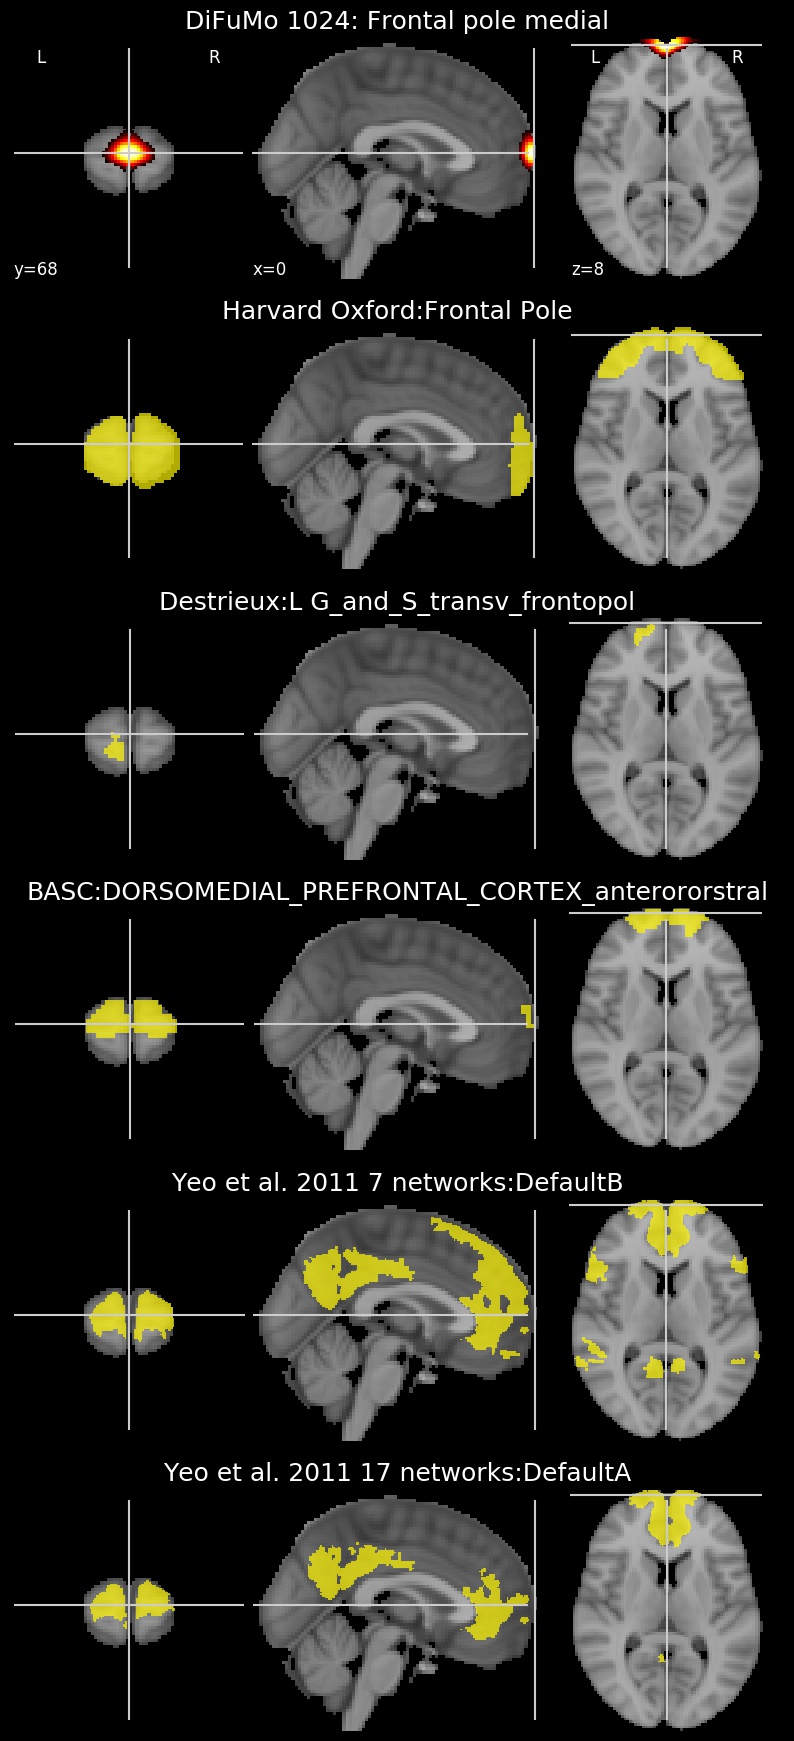 DiFuMo 1024: Frontal pole medial
L R L R
y=68 x=0 z=8
Harvard Oxford:Frontal Pole
Destrieux:L G_and_S_transv_frontopol
BASC:DORSOMEDIAL_PREFRONTAL_CORTEX_anterororstral
Yeo et al. 2011 7 networks:DefaultB
Yeo et al. 2011 17 networks:DefaultA